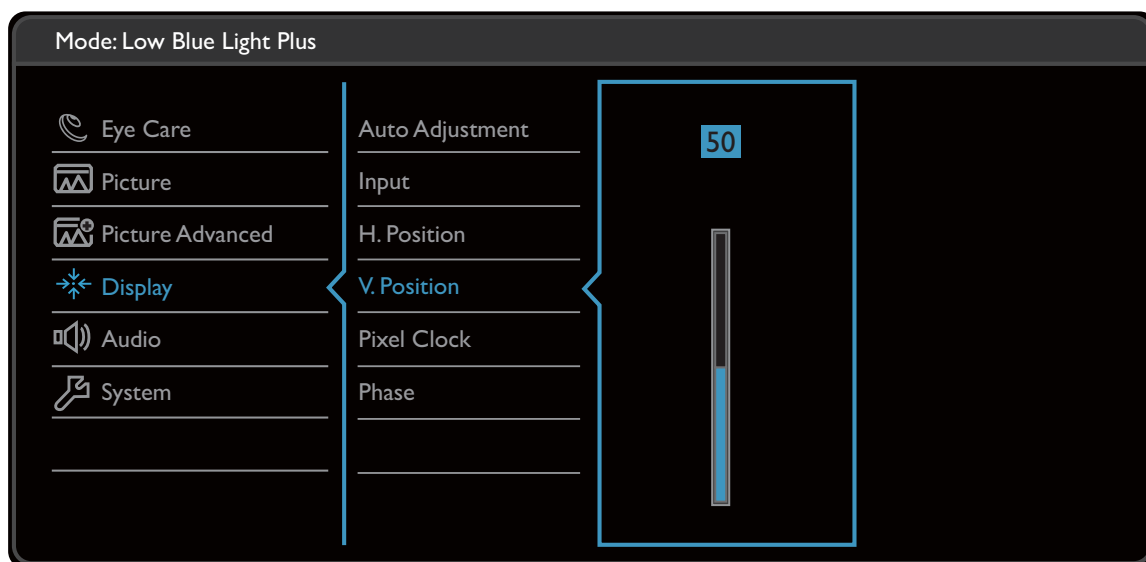 Mode: Low Blue Light Plus
Eye Care
Picture
Picture Advanced
Display
Audio
System
Auto Adjustment
Input
H. Position
V. Position
Pixel Clock
Phase
50